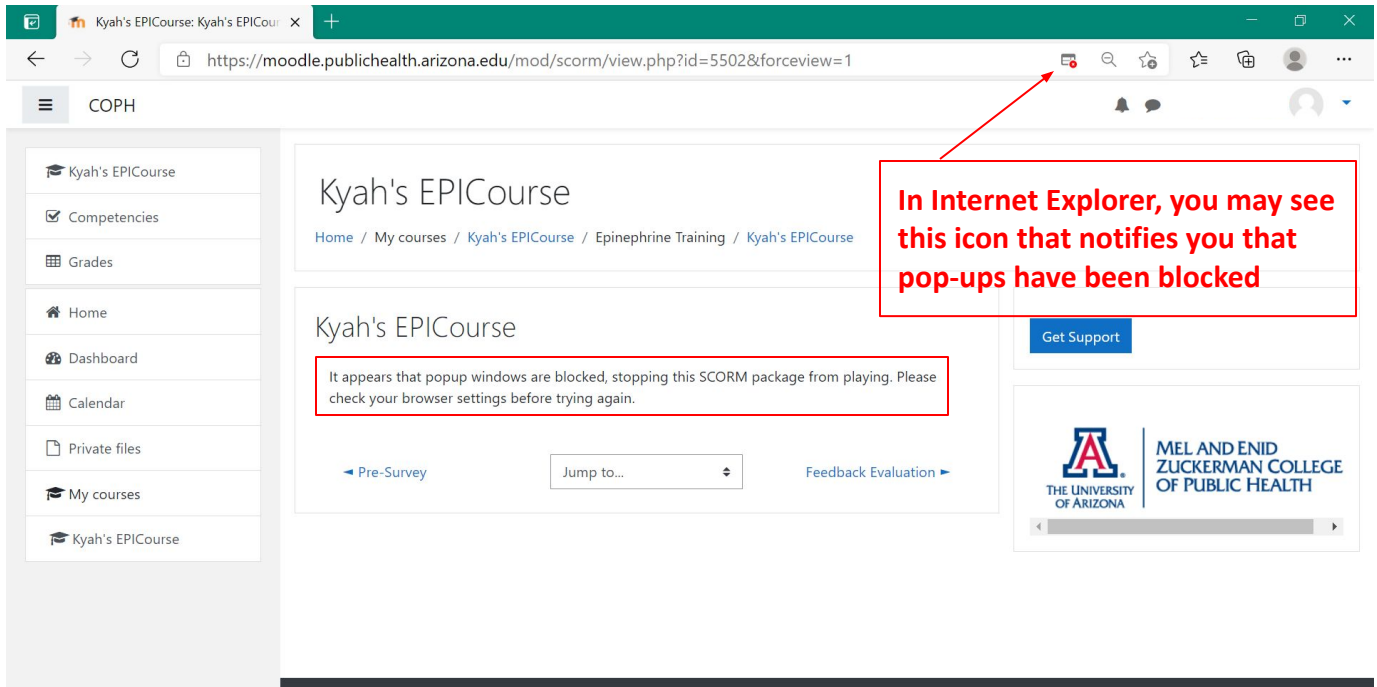 Kyah's EPICourse: Kyah's EPICour
https://moodle.publichealth.arizona.edu/mod/scorm/view.php?id=5502&forceview=1
COPH
Kyah's EPICourse
Competencies
Grades
Home
Dashboard
Calendar
Private files
My courses
Kyah's EPICourse
Kyah's EPICourse
Home / My courses / Kyah's EPICourse / Epinephrine Training / Kyah's EPICourse
In Internet Explorer, you may see
this icon that notifies you that
pop-ups have been blocked
Kyah's EPICourse
It appears that popup windows are blocked, stopping this SCORM package from playing. Please
check your browser settings before trying again.
◄ Pre-Survey
Jump to...
Feedback Evaluation ►
Get Support
A
THE UNIVERSITY
OF ARIZONA
MEL AND ENID
ZUCKERMAN COLLEGE
OF PUBLIC HEALTH